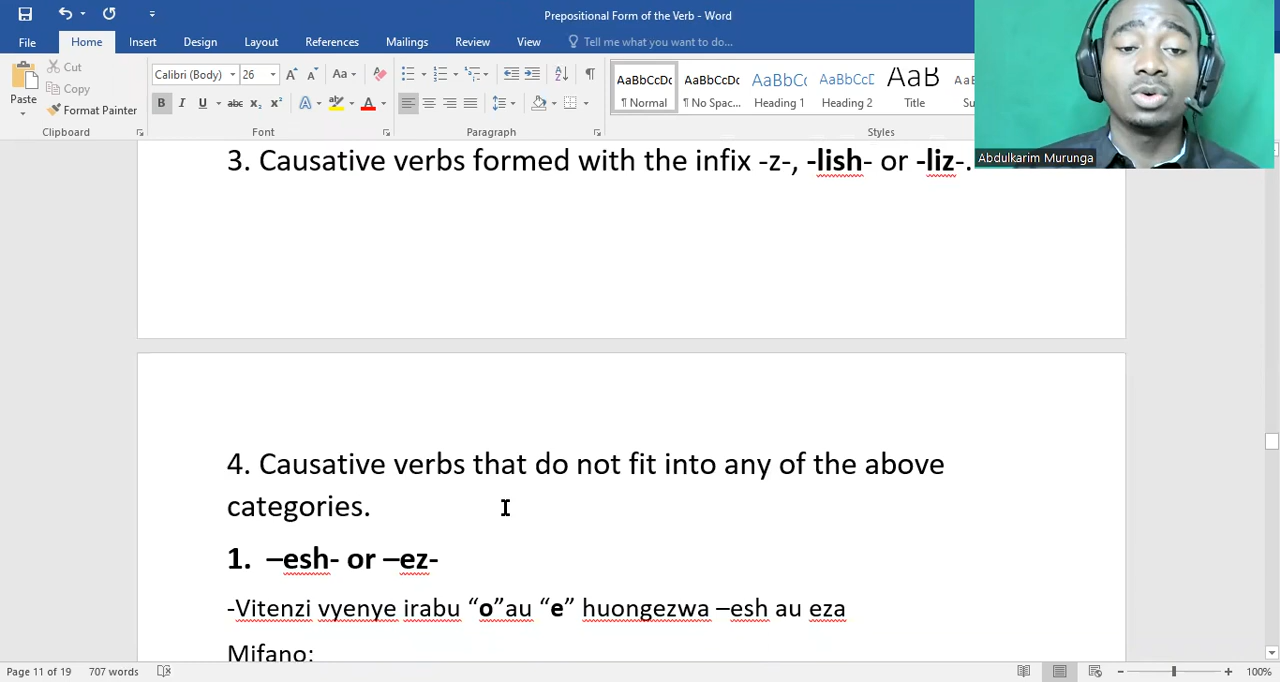 Prepositional Form of the Verb - Word
File Home Insert Design Layout References Mailings Review View Tell me what you want to do...
Paste
Cut
Copy
Format Painter
Clipboard
Calibri (Body) 26
Font
Paragraph
AaBbCcDc
¶ Normal
AaBbCcDc
¶ No Spac...
AaBbCc
Heading 1
AaBbCcD
Heading 2
AaB
Title
Styles
Abdulkarim Murunga
3. Causative verbs formed with the infix -z-, -lish- or -liz-.
4. Causative verbs that do not fit into any of the above
categories.
1. –esh- or –ez-
-Vitenzi vyenye irabu “o”au “e” huongezwa –esh au eza
Mifano:
Page 11 of 19 707 words 100%